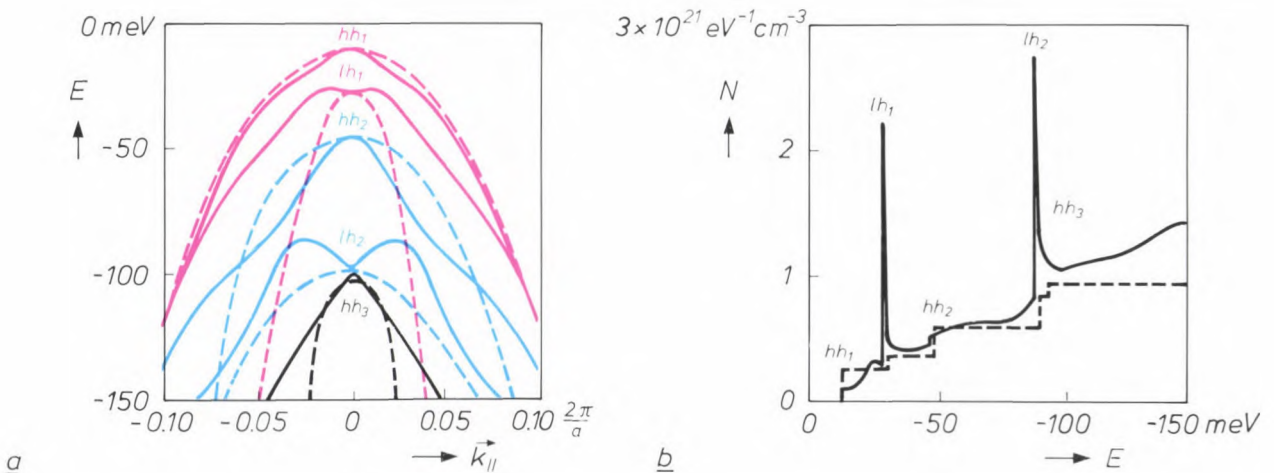 0 meV
E
-50
-100
-150
hh1
lh1
hh2
lh2
hh3
-0.10
-0.05
0
0.05
0.10
2π/a
k||
a
3 × 10^21 eV^-1 cm^-3
N
2
1
0
hh1
lh1
hh2
lh2
hh3
0
-50
-100
-150 meV
E
b